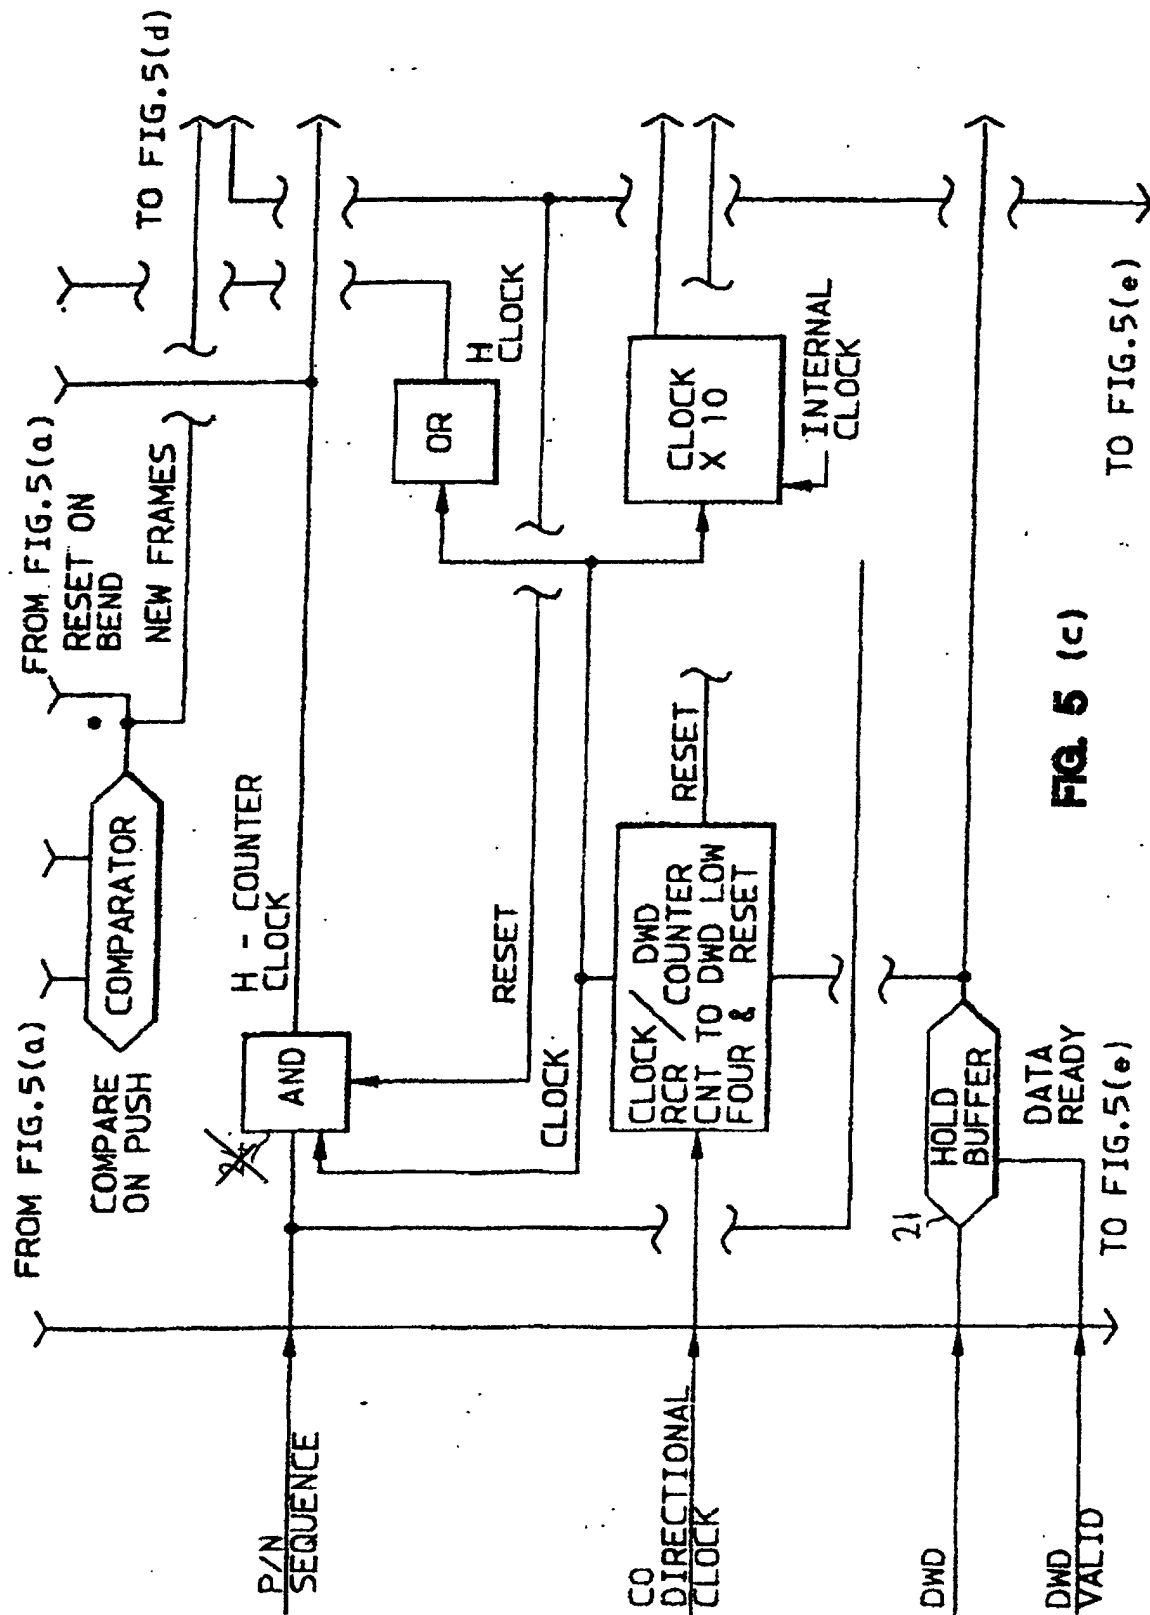 FROM FIG.5(a)
COMPARE
ON PUSH
COMPARATOR
FROM FIG.5(a)
RESET ON
BEND
NEW FRAMES
TO FIG.5(d)
P/N
SEQUENCE
AND
H - COUNTER
CLOCK
RESET
CLOCK
OR
H
CLOCK
CO
DIRECTIONAL
CLOCK
CLOCK / DWD
RCR / COUNTER
CNT TO DWD LOW
FOUR & RESET
RESET
CLOCK
X 10
INTERNAL
CLOCK
DWD
21
HOLD
BUFFER
DWD
VALID
DATA
READY
TO FIG.5(e)
TO FIG.5(e)
FIG. 5 (c)